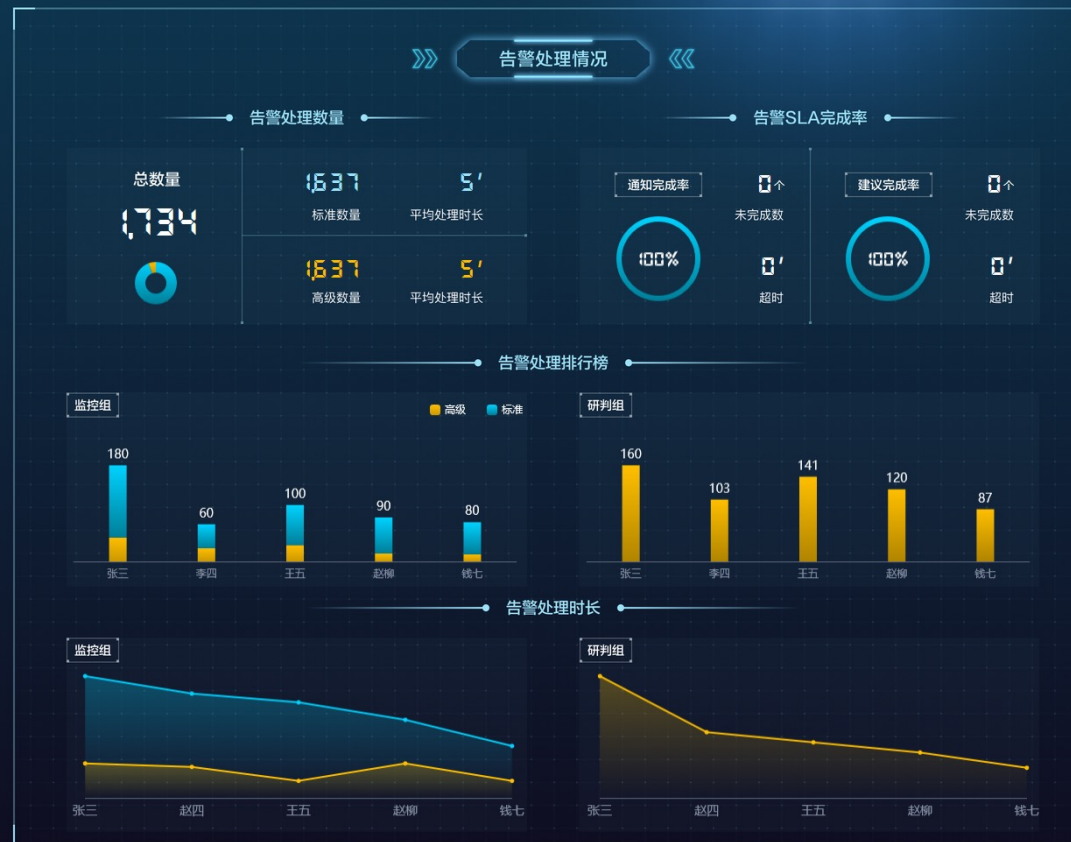 告警处理情况
告警处理数量
告警SLA完成率
总数量
1,734
1,637
标准数量
5′
平均处理时长
1,637
高级数量
5′
平均处理时长
通知完成率
100%
0个
未完成数
0′
超时
建议完成率
100%
0个
未完成数
0′
超时
告警处理排行榜
监控组
高级 标准
180 60 100 90 80
张三 李四 王五 赵柳 钱七
研判组
160 103 141 120 87
张三 李四 王五 赵柳 钱七
告警处理时长
监控组
张三 赵四 王五 赵柳 钱七
研判组
张三 赵四 王五 赵柳 钱七